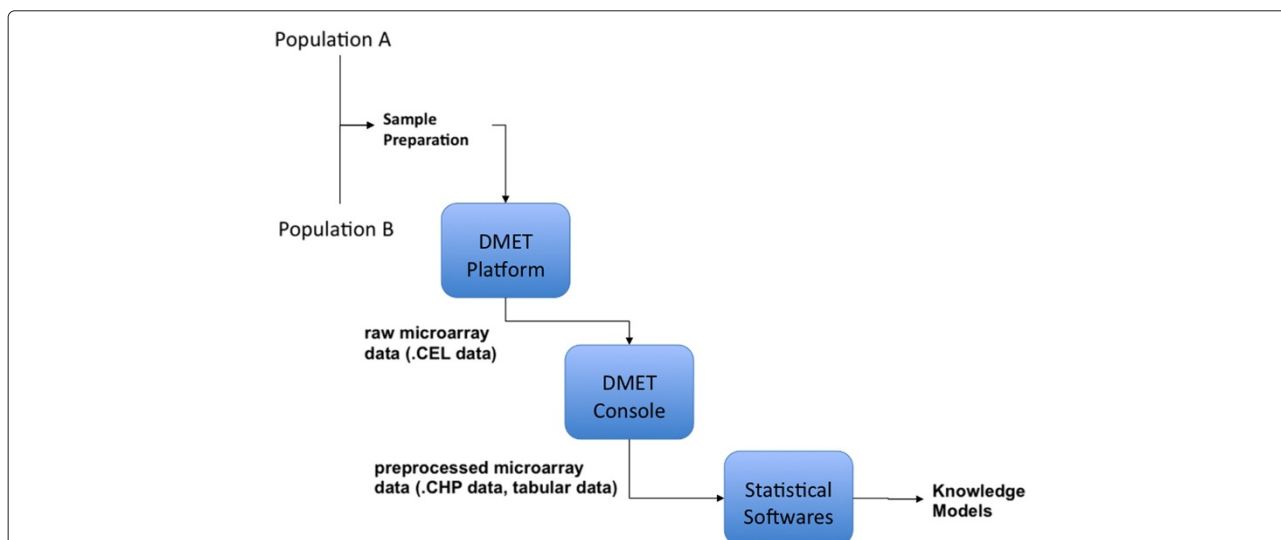 Population A
Sample
Preparation
Population B
DMET
Platform
raw microarray
data (.CEL data)
DMET
Console
preprocessed microarray
data (.CHP data, tabular data)
Statistical
Softwares
Knowledge
Models